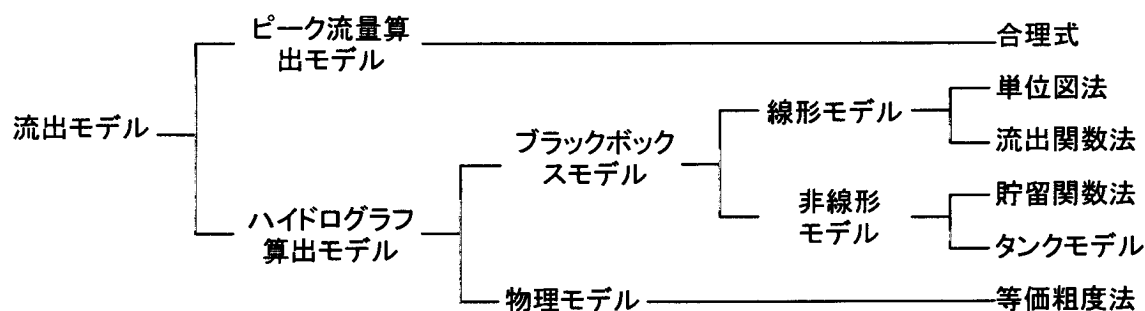 ピーク流量算
出モデル
合理式
流出モデル
ハイドログラフ
算出モデル
ブラックボック
スモデル
線形モデル
単位図法
流出関数法
非線形
モデル
貯留関数法
タンクモデル
物理モデル
等価粗度法